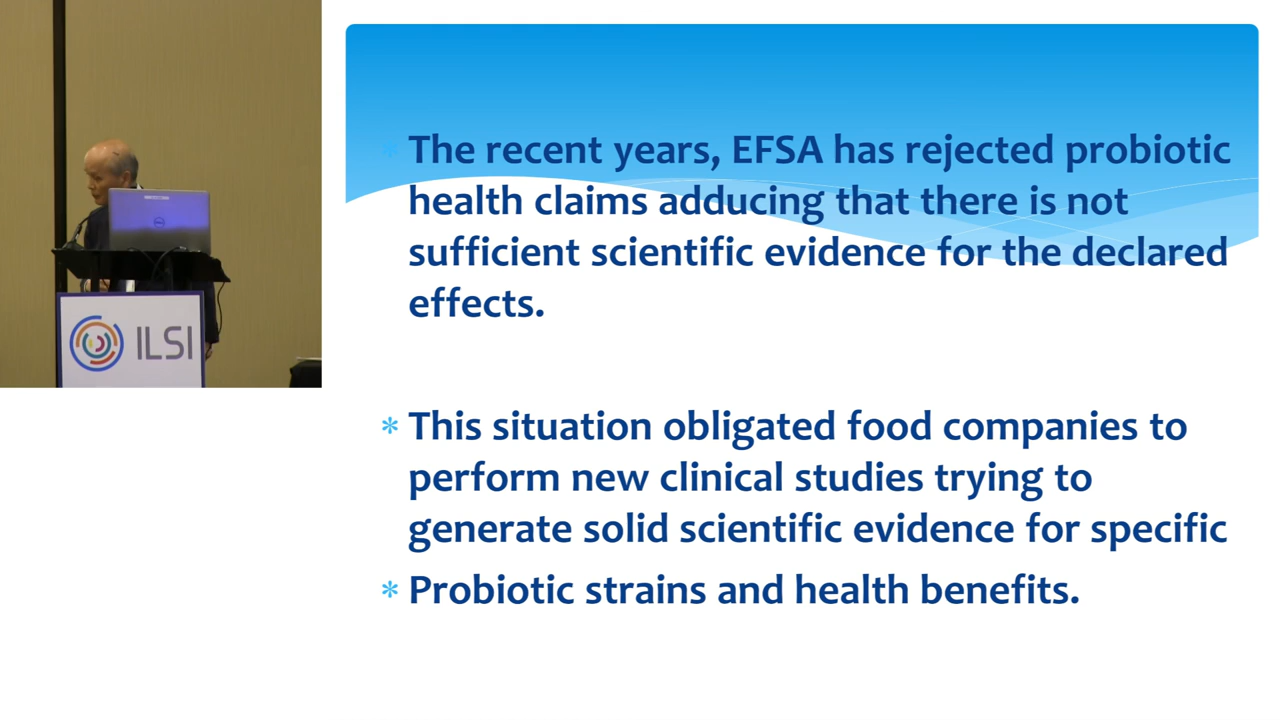 ILSI
The recent years, EFSA has rejected probiotic
health claims adducing that there is not
sufficient scientific evidence for the declared
effects.
* This situation obligated food companies to
perform new clinical studies trying to
generate solid scientific evidence for specific
* Probiotic strains and health benefits.